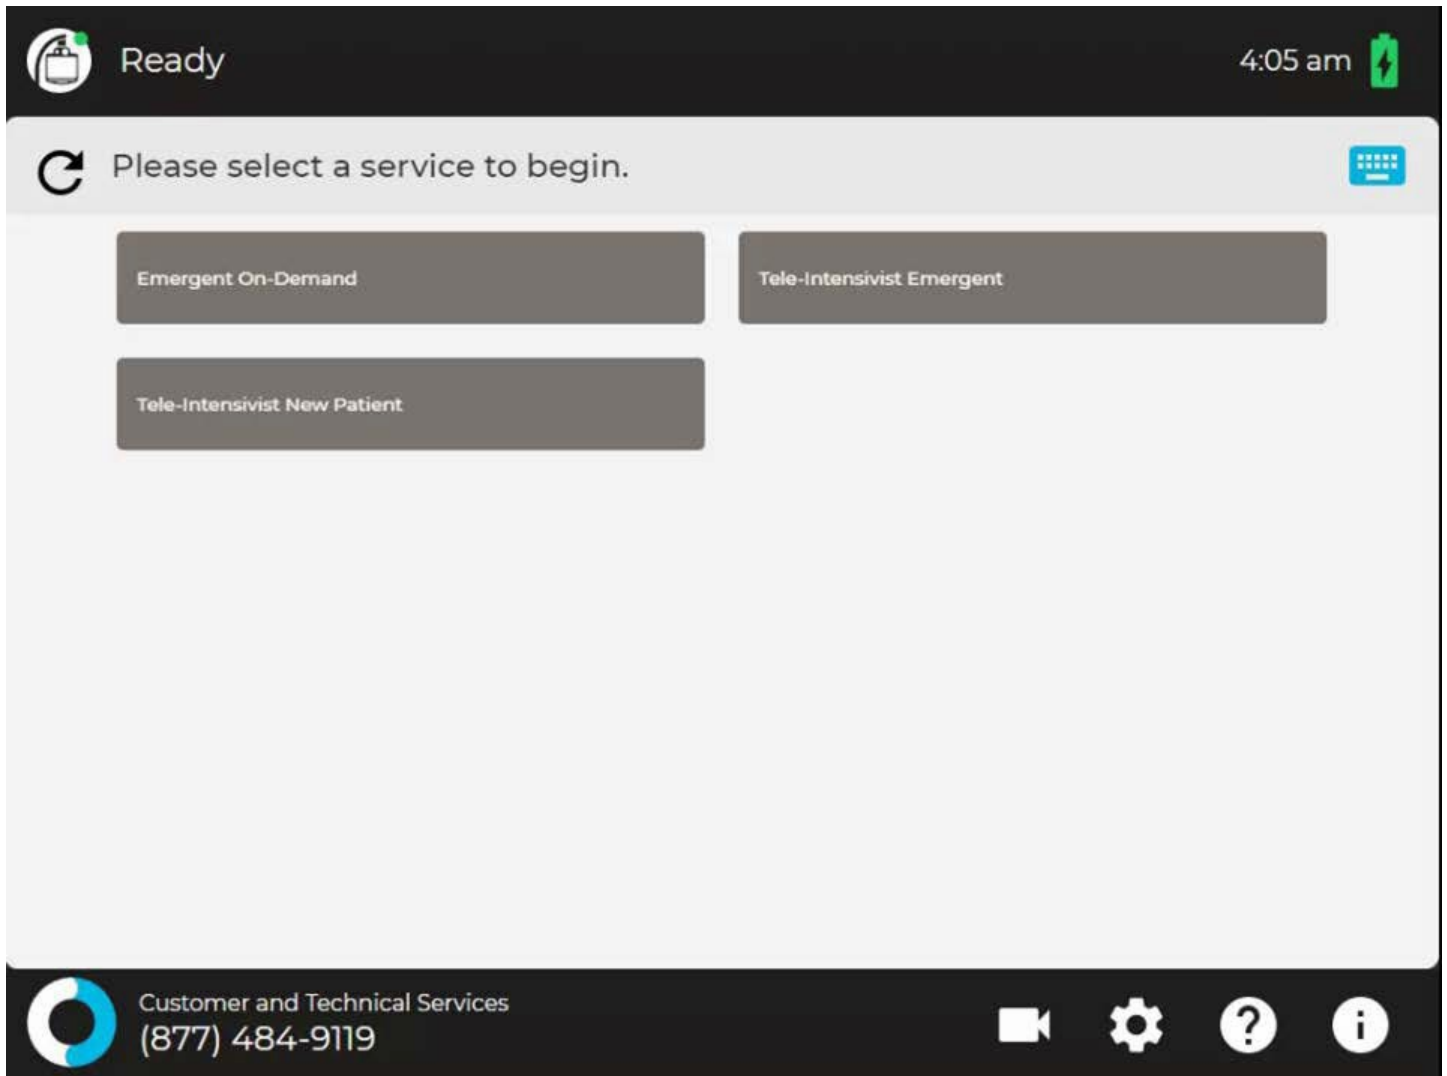 Ready
4:05 am
Please select a service to begin.
Emergent On-Demand
Tele-Intensivist Emergent
Tele-Intensivist New Patient
Customer and Technical Services
(877) 484-9119